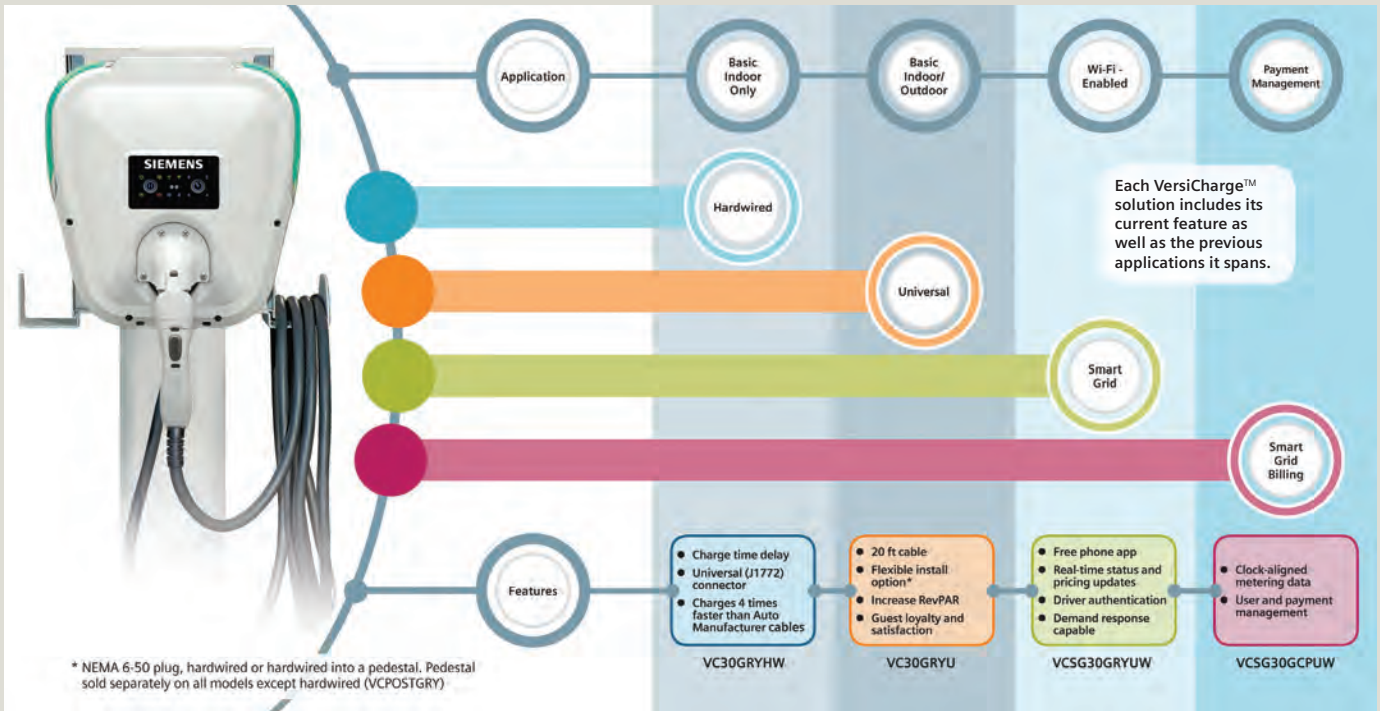 SIEMENS
Application
Basic
Indoor
Only
Basic
Indoor/
Outdoor
Wi-Fi -
Enabled
Payment
Management
Hardwired
Each VersiCharge™
solution includes its
current feature as
well as the previous
applications it spans.
Universal
Smart
Grid
Smart
Grid
Billing
Features
• Charge time delay
• Universal (J1772)
connector
• Charges 4 times
faster than Auto
Manufacturer cables
• 20 ft cable
• Flexible install
option*
• Increase RevPAR
• Guest loyalty and
satisfaction
• Free phone app
• Real-time status and
pricing updates
• Driver authentication
• Demand response
capable
• Clock-aligned
metering data
• User and payment
management
VC30GRYHW
VC30GRYU
VCSG30GRYUW
VCSG30GCPUW
* NEMA 6-50 plug, hardwired or hardwired into a pedestal. Pedestal
sold separately on all models except hardwired (VCPOSTGRY)